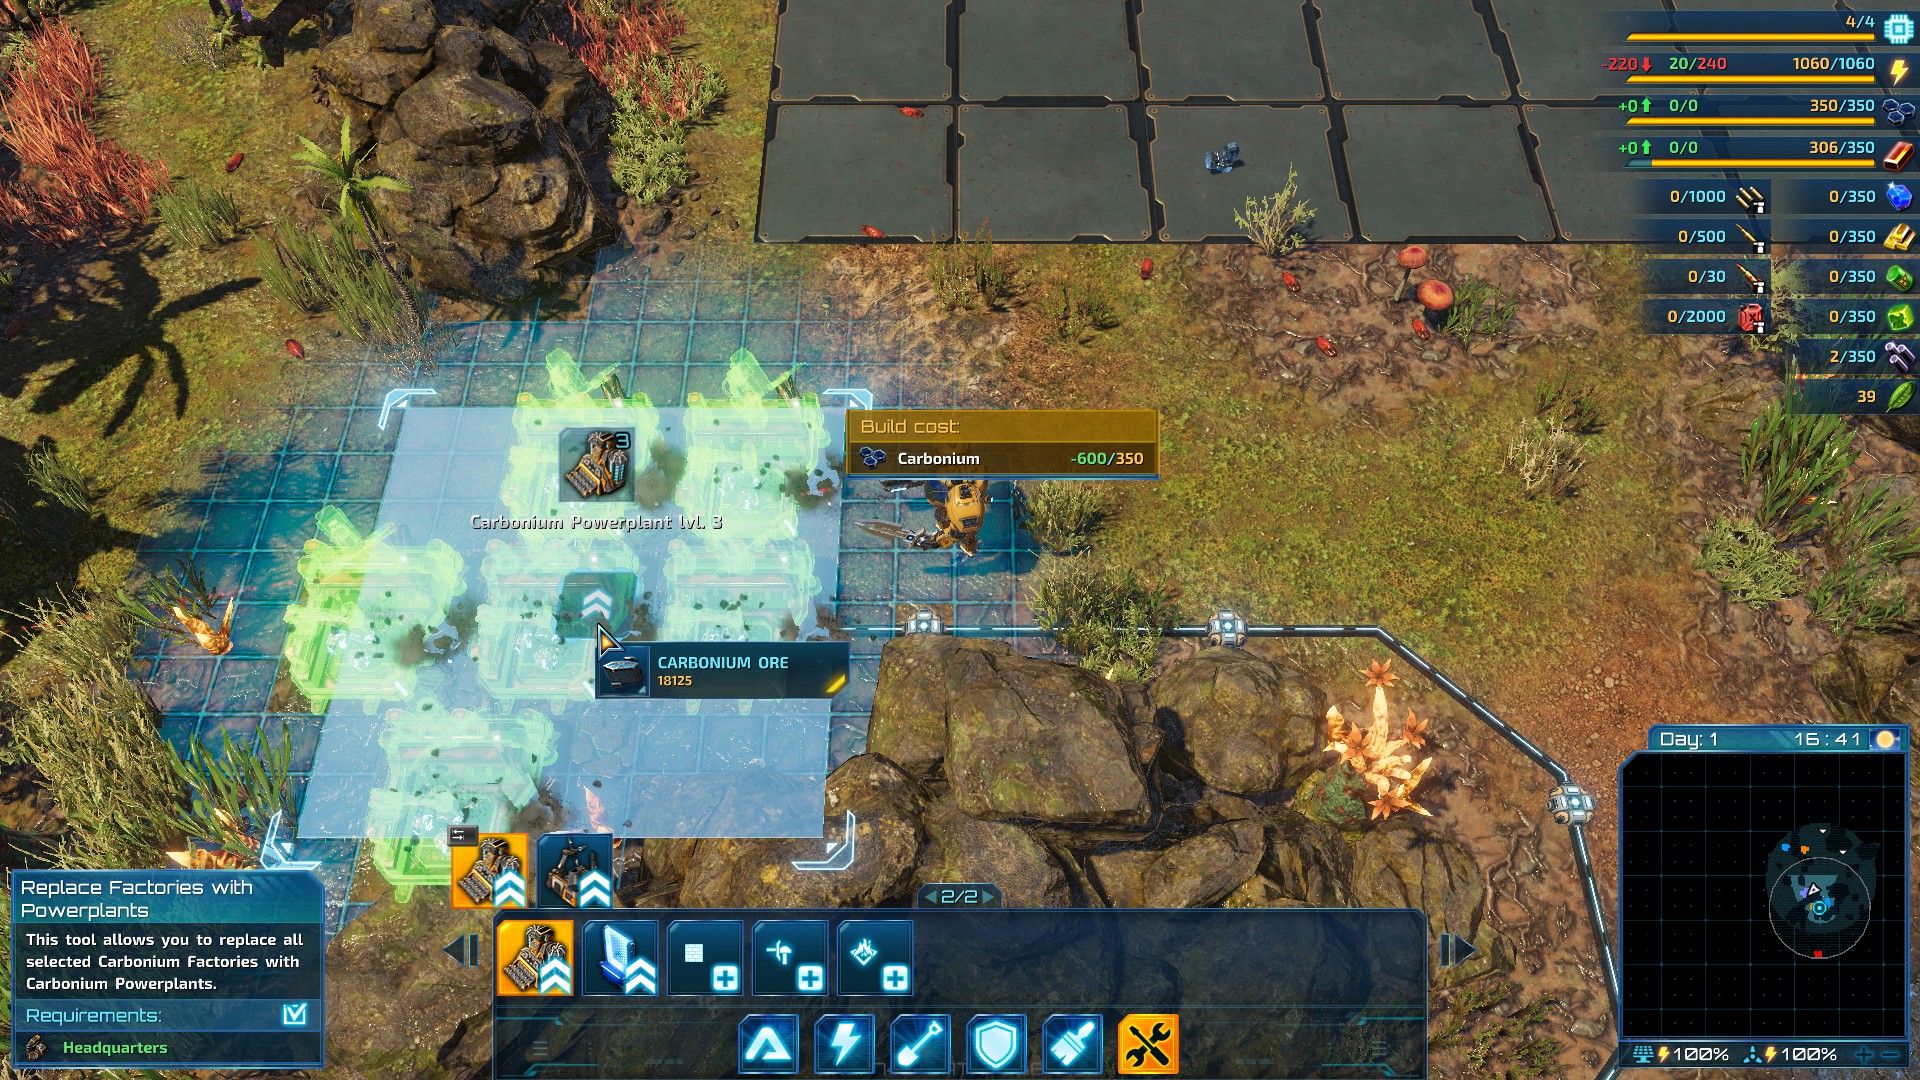 4/4
-220 20/240 1060/1060
+0 0/0 350/350
+0 0/0 306/350
0/1000 0/350
0/500 0/350
0/30 0/350
0/2000 0/350
2/350
39
Build cost:
Carbonium -600/350
3
Carbonium Powerplant lvl. 3
CARBONIUM ORE
18125
Day: 1 16:41
Replace Factories with
Powerplants
This tool allows you to replace all
selected Carbonium Factories with
Carbonium Powerplants.
Requirements:
Headquarters
2/2
100% 100%